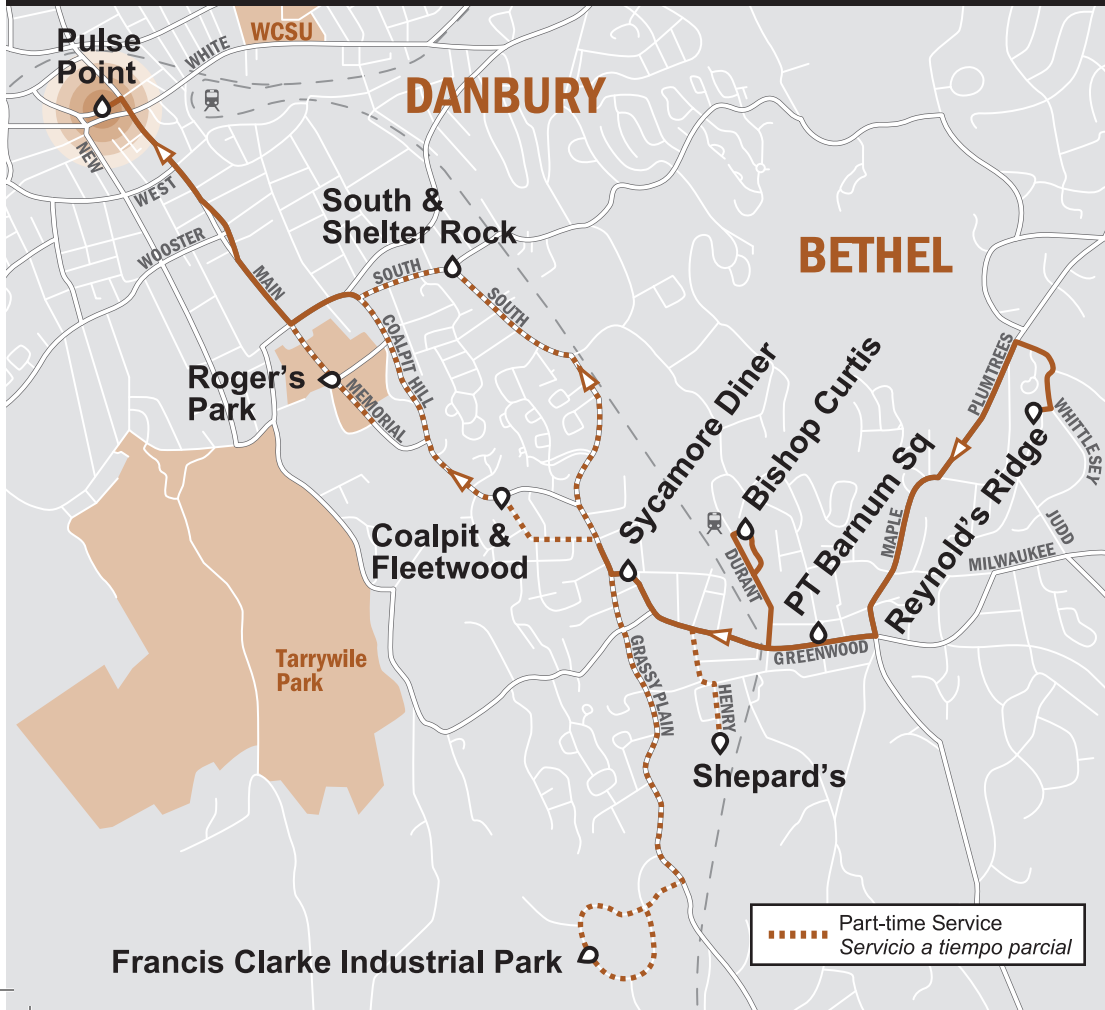 WCSU
Pulse
Point
WHITE
DANBURY
NEW
WEST
South &
Shelter Rock
WOOSTER
BETHEL
SOUTH
MAIN
SOUTH
COALPIT HILL
Roger's
Park
MEMORIAL
Sycamore Diner
Bishop Curtis
PLUMTREES
WHITTLESEY
PT Barnum Sq
Reynold's Ridge
MAPLE
JUDD
MILWAUKEE
Coalpit &
Fleetwood
DURANT
GREENWOOD
Tarrywile
Park
GRASSY PLAIN
HENRY
Shepard's
Francis Clarke Industrial Park
Part-time Service
Servicio a tiempo parcial